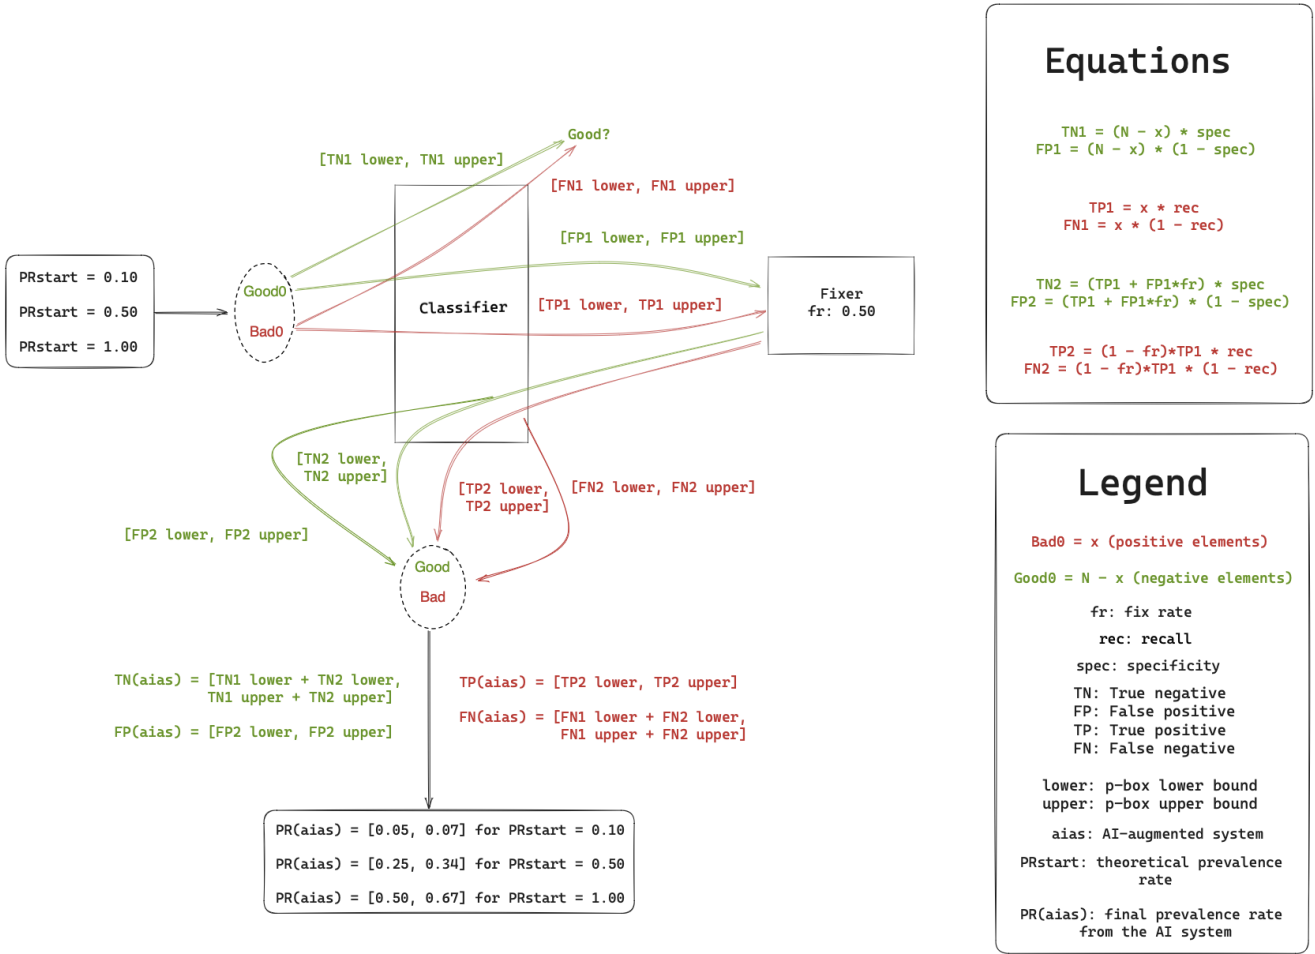 Good?
[TN1 lower, TN1 upper]
[FN1 lower, FN1 upper]
[FP1 lower, FP1 upper]
PRstart = 0.10
PRstart = 0.50
PRstart = 1.00
Good0
Bad0
Classifier
[TP1 lower, TP1 upper]
Fixer
fr: 0.50
[TN2 lower,
TN2 upper]
[TP2 lower,
TP2 upper]
[FN2 lower, FN2 upper]
[FP2 lower, FP2 upper]
Good
Bad
TN(aias) = [TN1 lower + TN2 lower,
TN1 upper + TN2 upper]
FP(aias) = [FP2 lower, FP2 upper]
TP(aias) = [TP2 lower, TP2 upper]
FN(aias) = [FN1 lower + FN2 lower,
FN1 upper + FN2 upper]
PR(aias) = [0.05, 0.07] for PRstart = 0.10
PR(aias) = [0.25, 0.34] for PRstart = 0.50
PR(aias) = [0.50, 0.67] for PRstart = 1.00
Equations
TN1 = (N - x) * spec
FP1 = (N - x) * (1 - spec)
TP1 = x * rec
FN1 = x * (1 - rec)
TN2 = (TP1 + FP1*fr) * spec
FP2 = (TP1 + FP1*fr) * (1 - spec)
TP2 = (1 - fr)*TP1 * rec
FN2 = (1 - fr)*TP1 * (1 - rec)
Legend
Bad0 = x (positive elements)
Good0 = N - x (negative elements)
fr: fix rate
rec: recall
spec: specificity
TN: True negative
FP: False positive
TP: True positive
FN: False negative
lower: p-box lower bound
upper: p-box upper bound
aias: AI-augmented system
PRstart: theoretical prevalence
rate
PR(aias): final prevalence rate
from the AI system